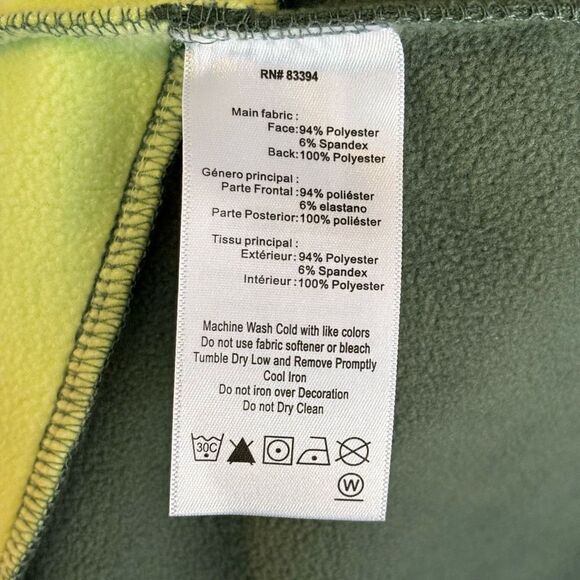 RN# 83394
Main fabric :
Face:94% Polyester
6% Spandex
Back:100% Polyester
Género principal :
Parte Frontal :94% poliéster
6% elastano
Parte Posterior:100% poliéster
Tissu principal :
Extérieur:94% Polyester
6% Spandex
Intérieur :100% Polyester
Machine Wash Cold with like colors
Do not use fabric softener or bleach
Tumble Dry Low and Remove Promptly
Cool Iron
Do not iron over Decoration
Do not Dry Clean
30C
W